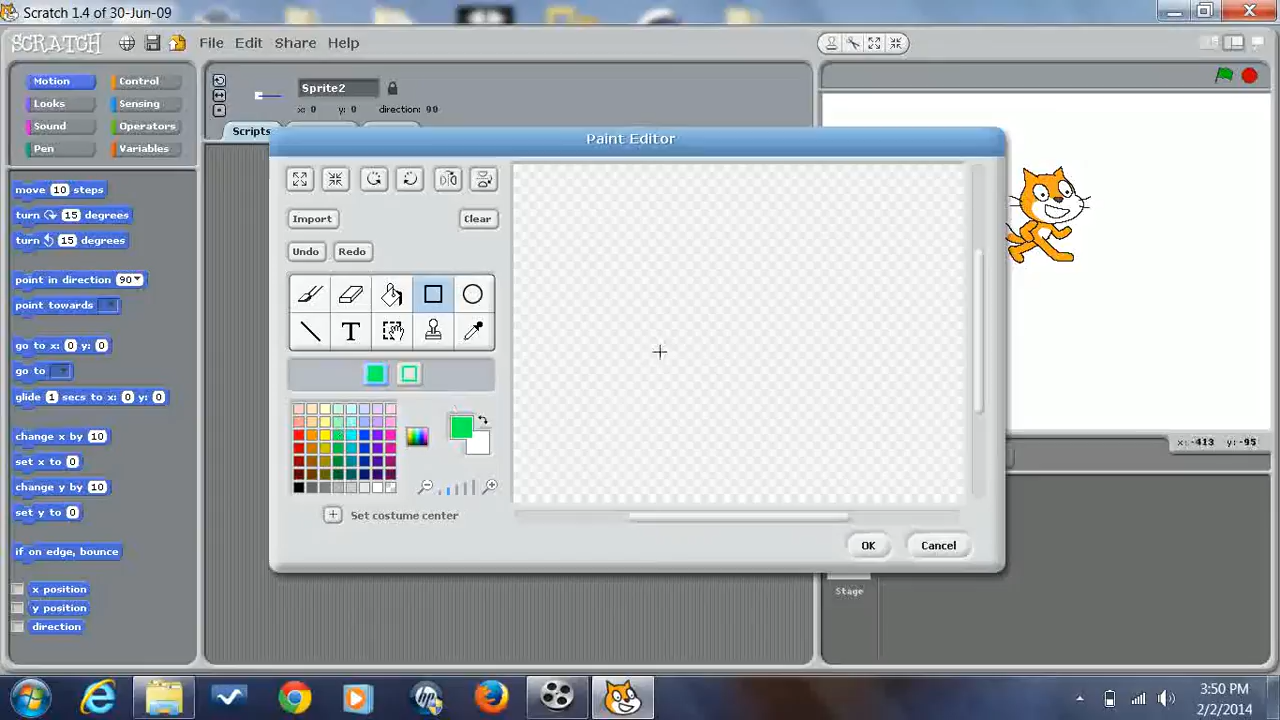 Scratch 1.4 of 30-Jun-09
SCRATCH File Edit Share Help
Motion Control
Looks Sensing
Sound Operators
Pen Variables
Sprite2
x: 0 y: 0 direction: 90
Scripts
Paint Editor
move 10 steps
turn 15 degrees
turn 15 degrees
point in direction 90
point towards
go to x: 0 y: 0
go to
glide 1 secs to x: 0 y: 0
change x by 10
set x to 0
change y by 10
set y to 0
if on edge, bounce
x position
y position
direction
Import Clear
Undo Redo
T
Set costume center
OK Cancel
x: -413 y: -95
Stage
hp
3:50 PM
2/2/2014